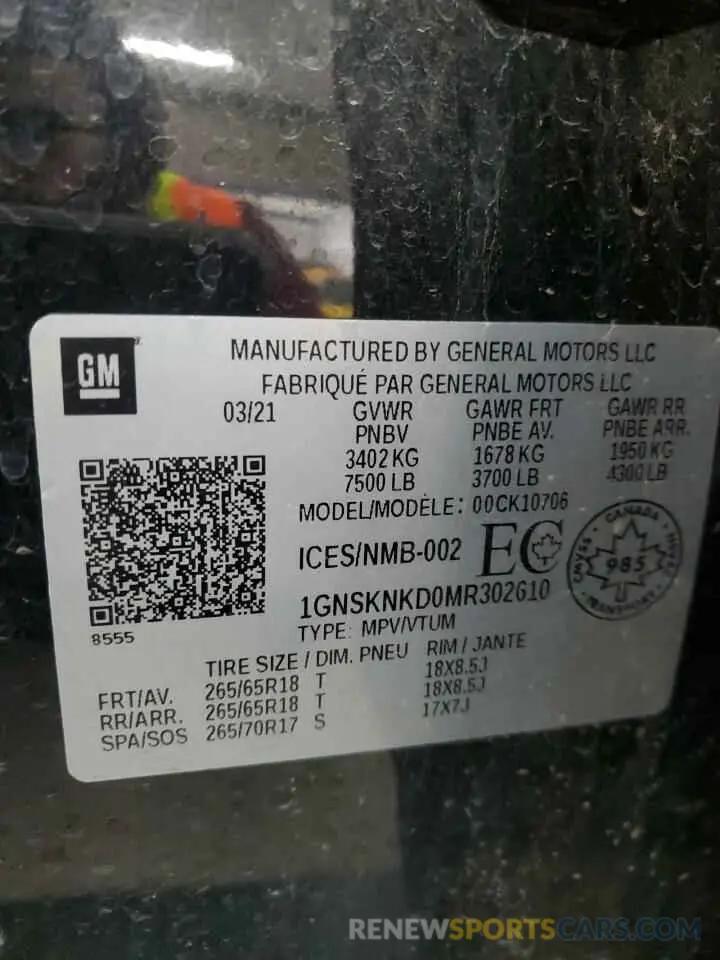 GM
MANUFACTURED BY GENERAL MOTORS LLC
FABRIQUÉ PAR GENERAL MOTORS LLC
03/21 GVWR GAWR FRT GAWR RR
PNBV PNBE AV. PNBE ARR.
3402 KG 1678 KG 1950 KG
7500 LB 3700 LB 4300 LB
MODEL/MODÈLE: 00CK10706
ICES/NMB-002 EC
CANADA
985
TRANSPORT
1GNSKNKD0MR302610
8555
TYPE: MPV/VTUM
TIRE SIZE / DIM. PNEU RIM / JANTE
FRT/AV. 265/65R18 T 18X8.5J
RR/ARR. 265/65R18 T 18X8.5J
SPA/SOS 265/70R17 S 17X7J
RENEWSPORTSCARS.COM